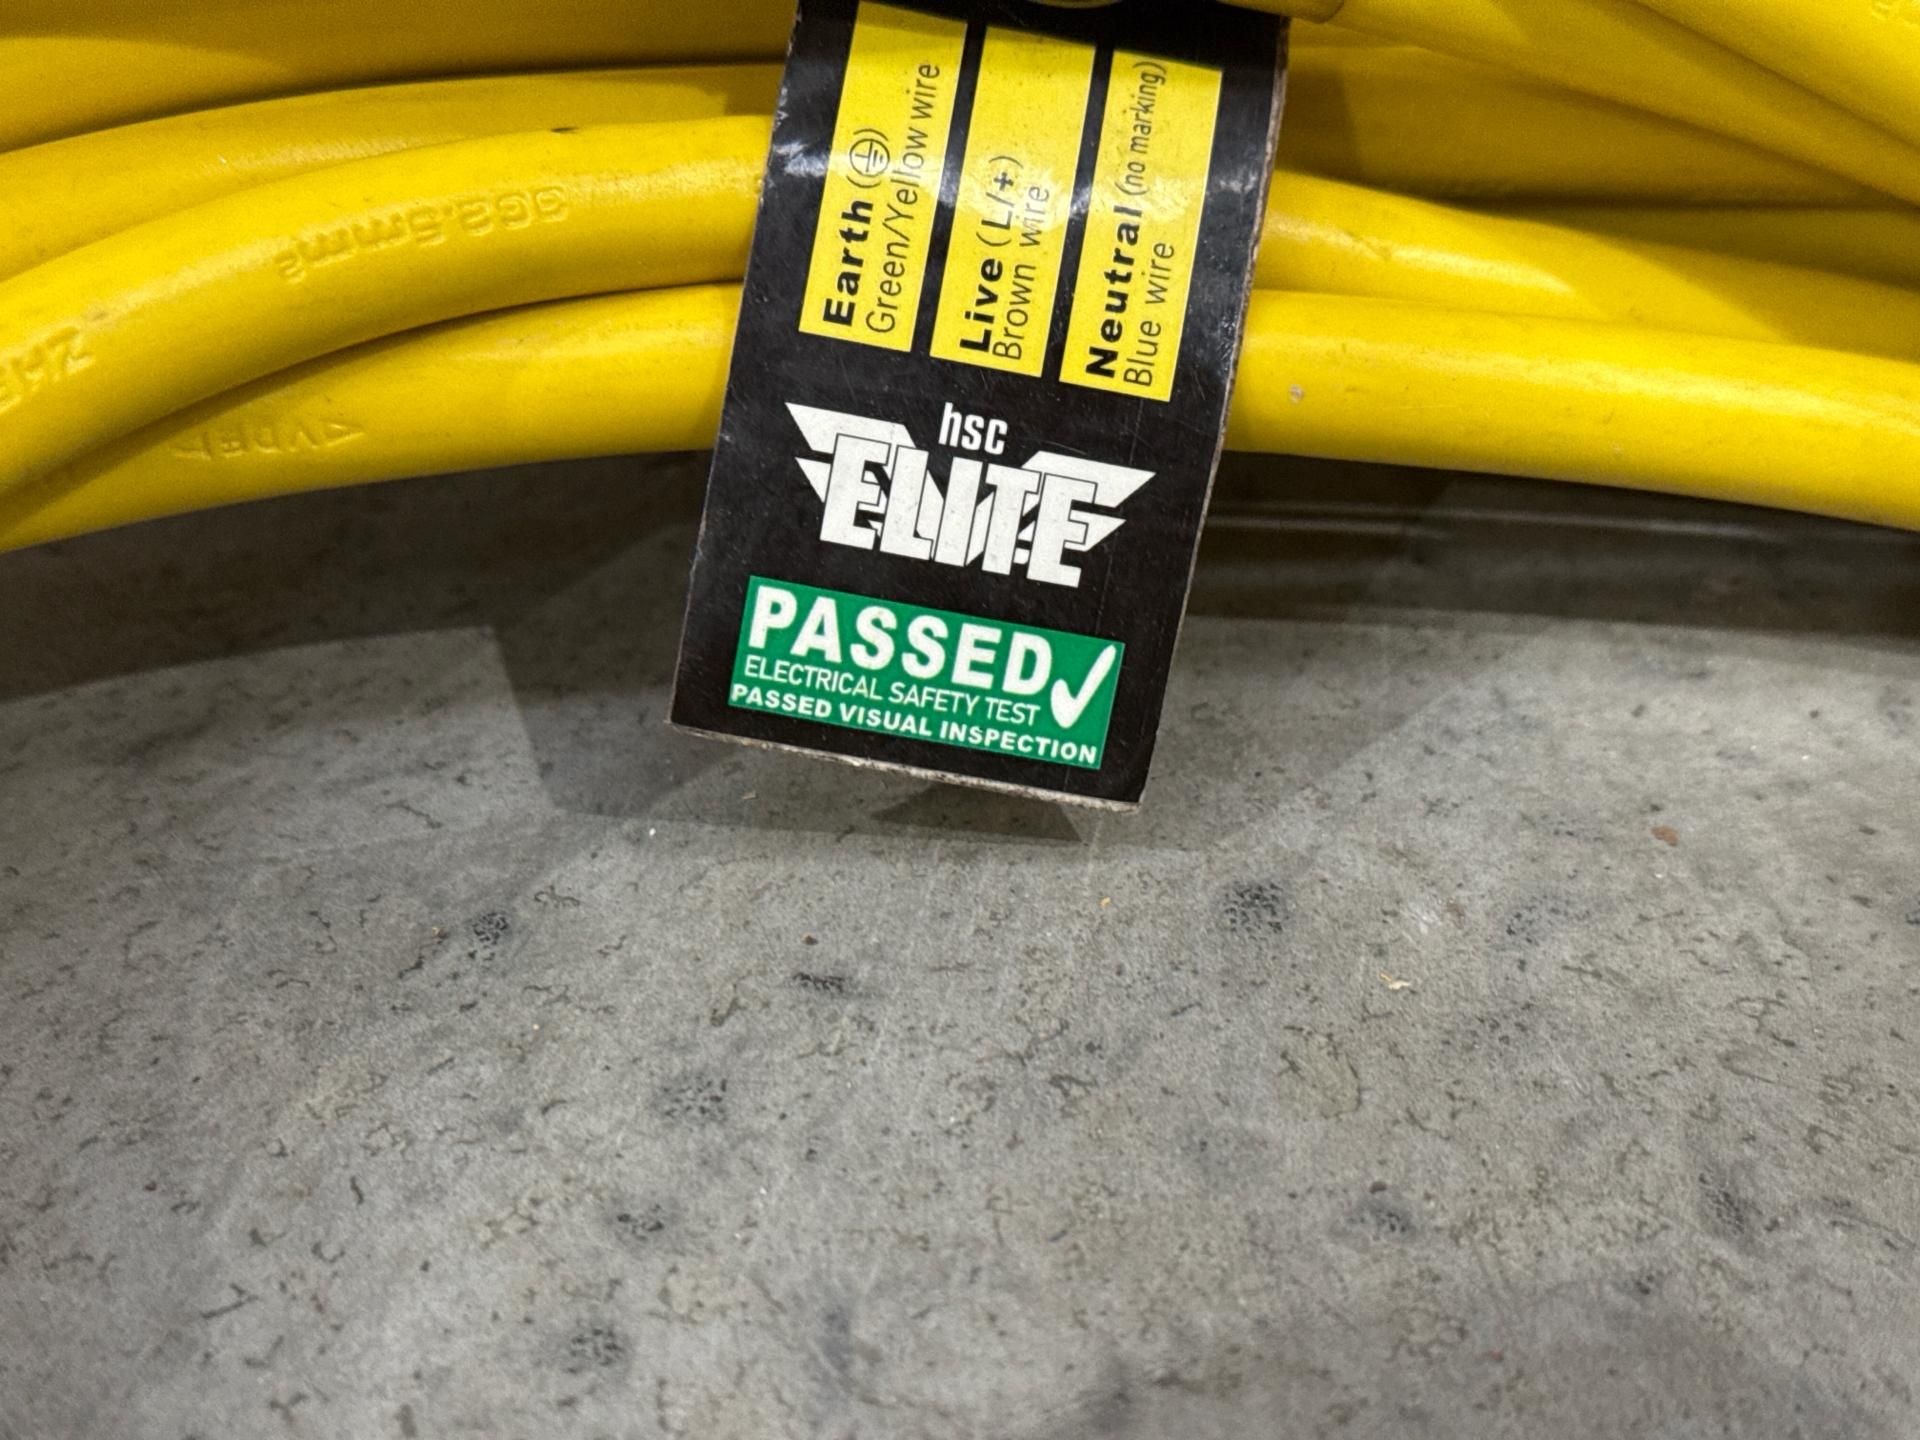 Earth (⏚)
Green/Yellow wire
Live (L/+)
Brown wire
Neutral (no marking)
Blue wire
hsc
ELITE
PASSED✓
ELECTRICAL SAFETY TEST
PASSED VISUAL INSPECTION
3G2.5mm²